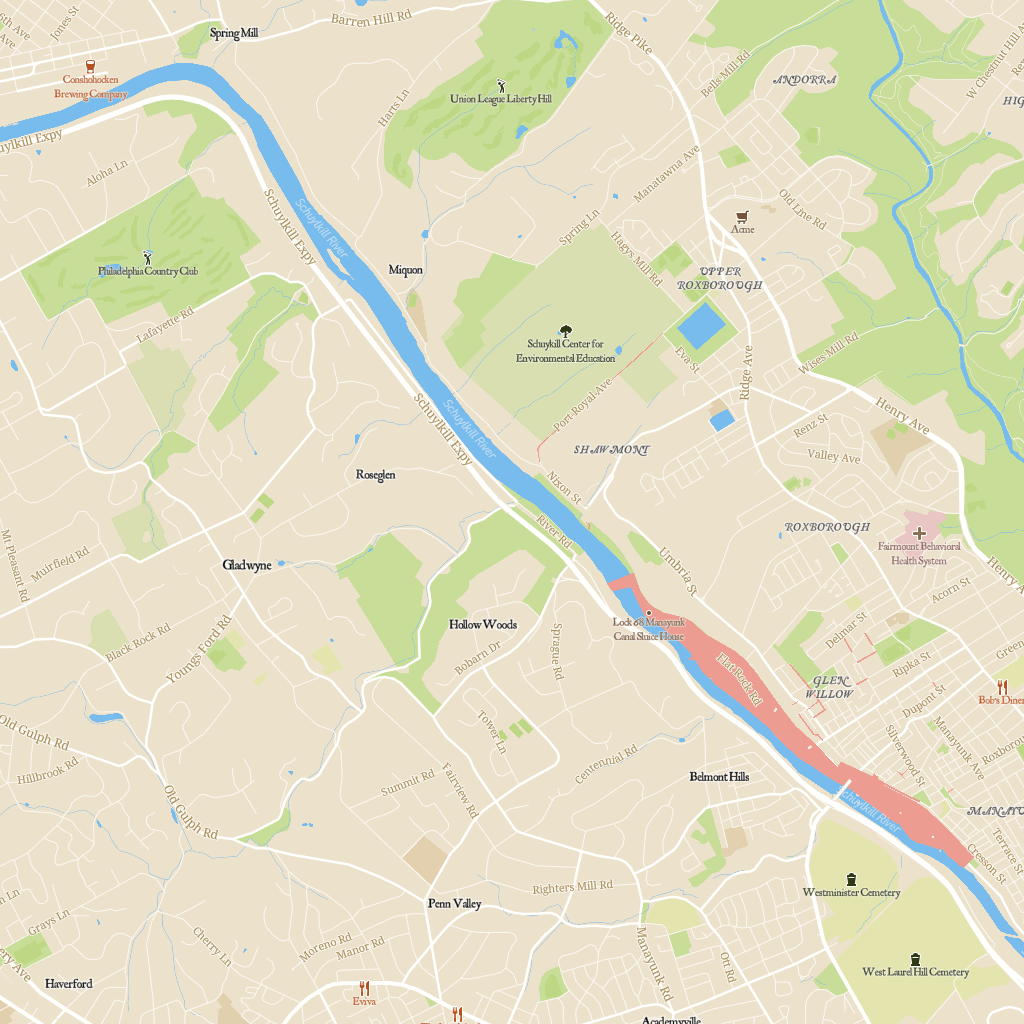 Barren Hill Rd
Ridge Pike
Jones St
Spring Mill
Bells Mill Rd
ANDORRA
W Chestnut Hill
Conshohocken
Brewing Company
Harts Ln
Union League Liberty Hill
Aloha Ln
Schuylkill Expy
Schuylkill River
Manatawna Ave
Old Line Rd
Acme
Spring Ln
Hagys Mill Rd
Philadelphia Country Club
Miquon
UPPER
ROXBOROUGH
Lafayette Rd
Schuykill Center for
Environmental Education
Eva St
Ridge Ave
Wises Mill Rd
Port Royal Ave
Henry Ave
Schuylkill Expy
Schuylkill River
Renz St
SHAWMONT
Valley Ave
Roseglen
Nixon St
River Rd
ROXBOROUGH
Mt Pleasant Rd
Muirfield Rd
Gladwyne
Umbria St
Fairmount Behavioral
Health System
Henry A
Acorn St
Black Rock Rd
Youngs Ford Rd
Hollow Woods
Bobarn Dr
Sprague Rd
Lock 68 Manayunk
Canal Sluice House
Delmar St
Flat Rock Rd
GLEN
WILLOW
Ripka St
Green
Dupont St
Bob's Diner
Old Gulph Rd
Hillbrook Rd
Tower Ln
Silverwood St
Manayunk Ave
Roxboro
Summit Rd
Fairview Rd
Centennial Rd
Belmont Hills
Old Gulph Rd
Schuylkill River
MANAYU
Terrace St
Cresson St
Righters Mill Rd
Westminister Cemetery
Penn Valley
Grays Ln
Cherry Ln
Moreno Rd
Manor Rd
Manayunk Rd
Ott Rd
West Laurel Hill Cemetery
Haverford
Eviva
Academyville